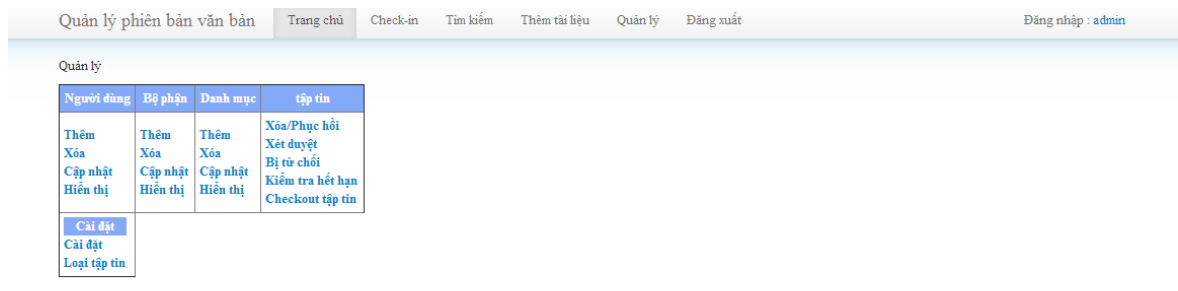 Quản lý phiên bản văn bản Trang chủ Check-in Tìm kiếm Thêm tài liệu Quản lý Đăng xuất Đăng nhập : admin
Quản lý
Người dùng Bộ phận Danh mục tập tin
Thêm Thêm Thêm Xóa/Phục hồi
Xóa Xóa Xóa Xét duyệt
Cập nhật Cập nhật Cập nhật Bị từ chối
Hiển thị Hiển thị Hiển thị Kiểm tra hết hạn
Checkout tập tin
Cài đặt
Cài đặt
Loại tập tin